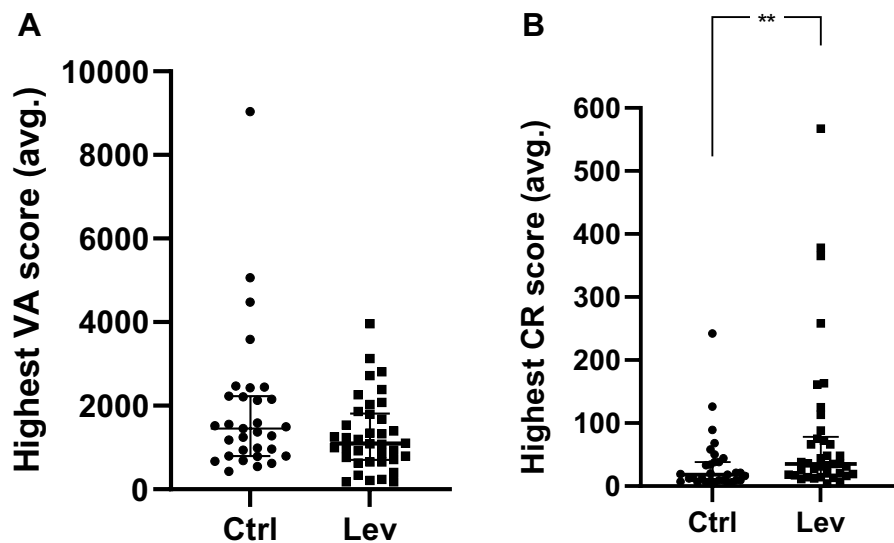 A
Highest VA score (avg.)
10000
8000
6000
4000
2000
0
Ctrl
Lev
B
**
Highest CR score (avg.)
600
500
400
300
200
100
0
Ctrl
Lev